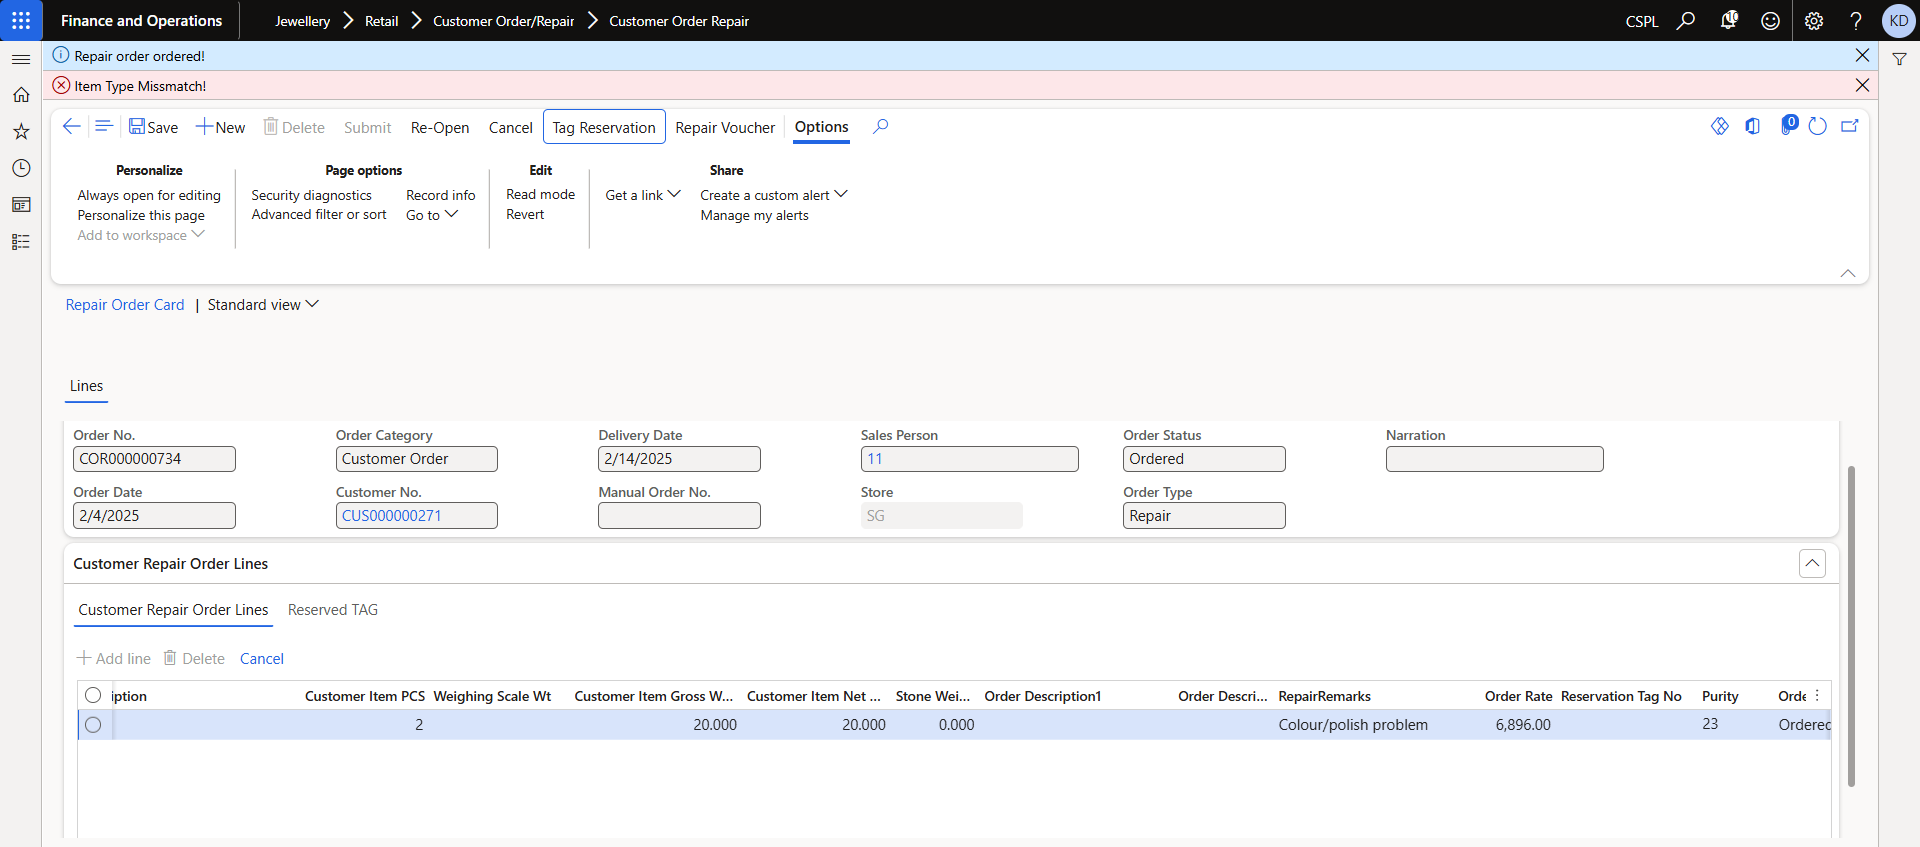 Finance and Operations
Jewellery Retail Customer Order/Repair Customer Order Repair
CSPL
KD
Repair order ordered!
Item Type Missmatch!
Save New Delete Submit Re-Open Cancel Tag Reservation Repair Voucher Options
0
Personalize
Always open for editing
Personalize this page
Add to workspace
Page options
Security diagnostics
Advanced filter or sort
Record info
Go to
Edit
Read mode
Revert
Share
Get a link
Create a custom alert
Manage my alerts
Repair Order Card | Standard view
Lines
Order No. Order Category Delivery Date Sales Person Order Status Narration
COR000000734 Customer Order 2/14/2025 11 Ordered
Order Date Customer No. Manual Order No. Store Order Type
2/4/2025 CUS000000271 SG Repair
Customer Repair Order Lines
Customer Repair Order Lines Reserved TAG
Add line Delete Cancel
iption Customer Item PCS Weighing Scale Wt Customer Item Gross W... Customer Item Net ... Stone Wei... Order Description1 Order Descri... RepairRemarks Order Rate Reservation Tag No Purity Orde
2 20.000 20.000 0.000 Colour/polish problem 6,896.00 23 Ordered